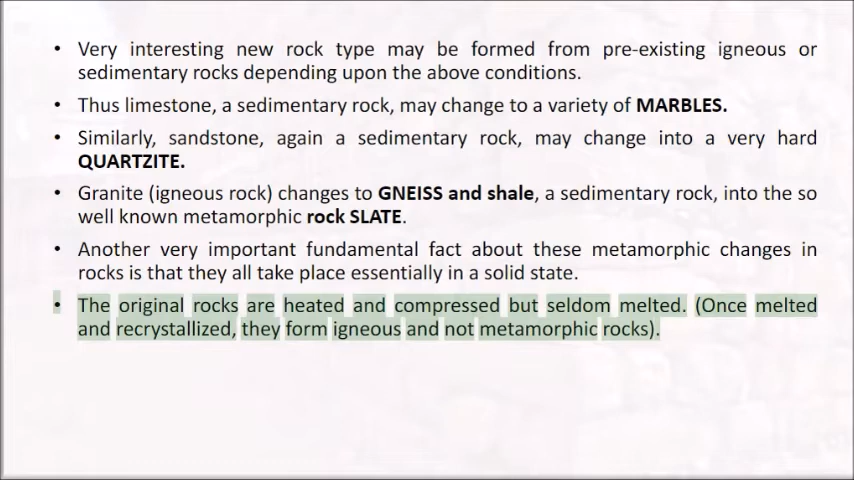 • Very interesting new rock type may be formed from pre-existing igneous or
sedimentary rocks depending upon the above conditions.
• Thus limestone, a sedimentary rock, may change to a variety of MARBLES.
• Similarly, sandstone, again a sedimentary rock, may change into a very hard
QUARTZITE.
• Granite (igneous rock) changes to GNEISS and shale, a sedimentary rock, into the so
well known metamorphic rock SLATE.
• Another very important fundamental fact about these metamorphic changes in
rocks is that they all take place essentially in a solid state.
• The original rocks are heated and compressed but seldom melted. (Once melted
and recrystallized, they form igneous and not metamorphic rocks).